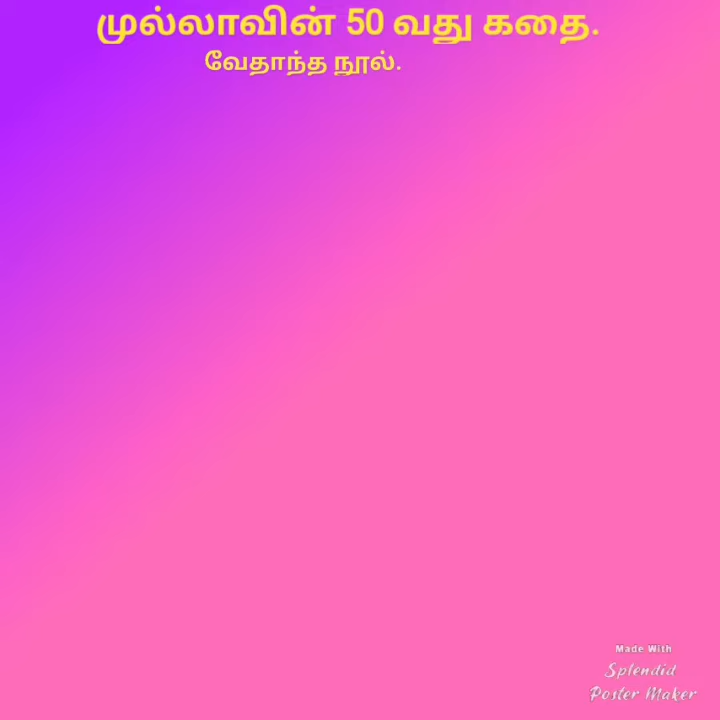 முல்லாவின் 50 வது கதை.
வேதாந்த நூல்.
Made With
Splendid
Poster Maker